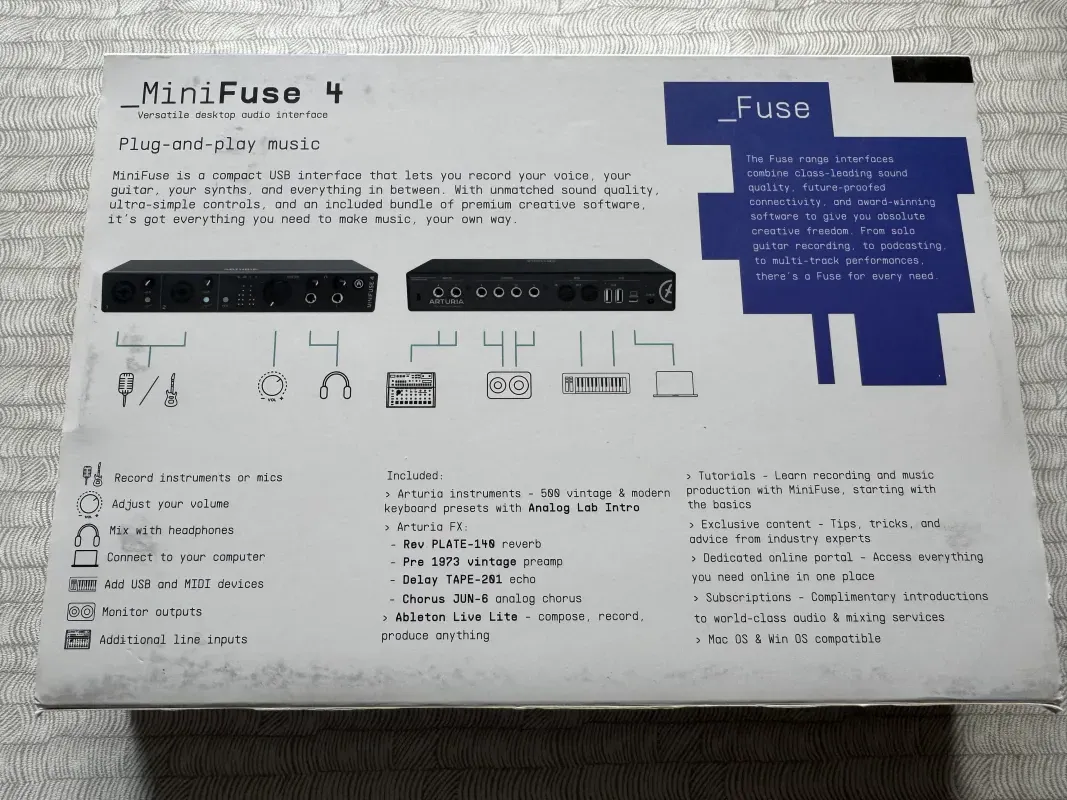 _MiniFuse 4
Versatile desktop audio interface
Plug-and-play music
MiniFuse is a compact USB interface that lets you record your voice, your
guitar, your synths, and everything in between. With unmatched sound quality,
ultra-simple controls, and an included bundle of premium creative software,
it's got everything you need to make music, your own way.
_Fuse
The Fuse range interfaces
combine class-leading sound
quality, future-proofed
connectivity, and award-winning
software to give you absolute
creative freedom. From solo
guitar recording, to podcasting,
to multi-track performances,
there's a Fuse for every need.
MINIFUSE 4
ARTURIA
- VOL +
Record instruments or mics
Adjust your volume
Mix with headphones
Connect to your computer
Add USB and MIDI devices
Monitor outputs
Additional line inputs
Included:
> Arturia instruments - 500 vintage & modern
keyboard presets with Analog Lab Intro
> Arturia FX:
- Rev PLATE-140 reverb
- Pre 1973 vintage preamp
- Delay TAPE-201 echo
- Chorus JUN-6 analog chorus
> Ableton Live Lite - compose, record,
produce anything
> Tutorials - Learn recording and music
production with MiniFuse, starting with
the basics
> Exclusive content - Tips, tricks, and
advice from industry experts
> Dedicated online portal - Access everything
you need online in one place
> Subscriptions - Complimentary introductions
to world-class audio & mixing services
> Mac OS & Win OS compatible